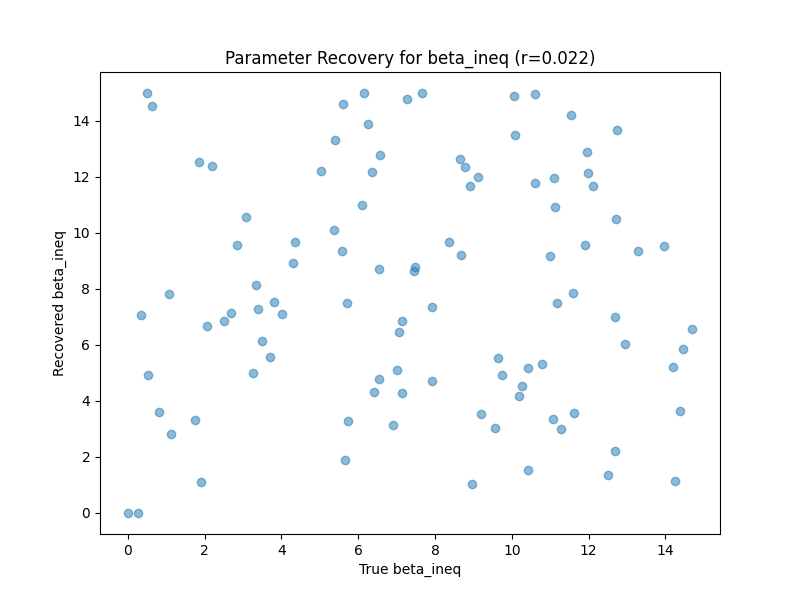 Parameter Recovery for beta_ineq (r=0.022)
14
12
10
8
6
4
2
0
Recovered beta_ineq
0 2 4 6 8 10 12 14
True beta_ineq